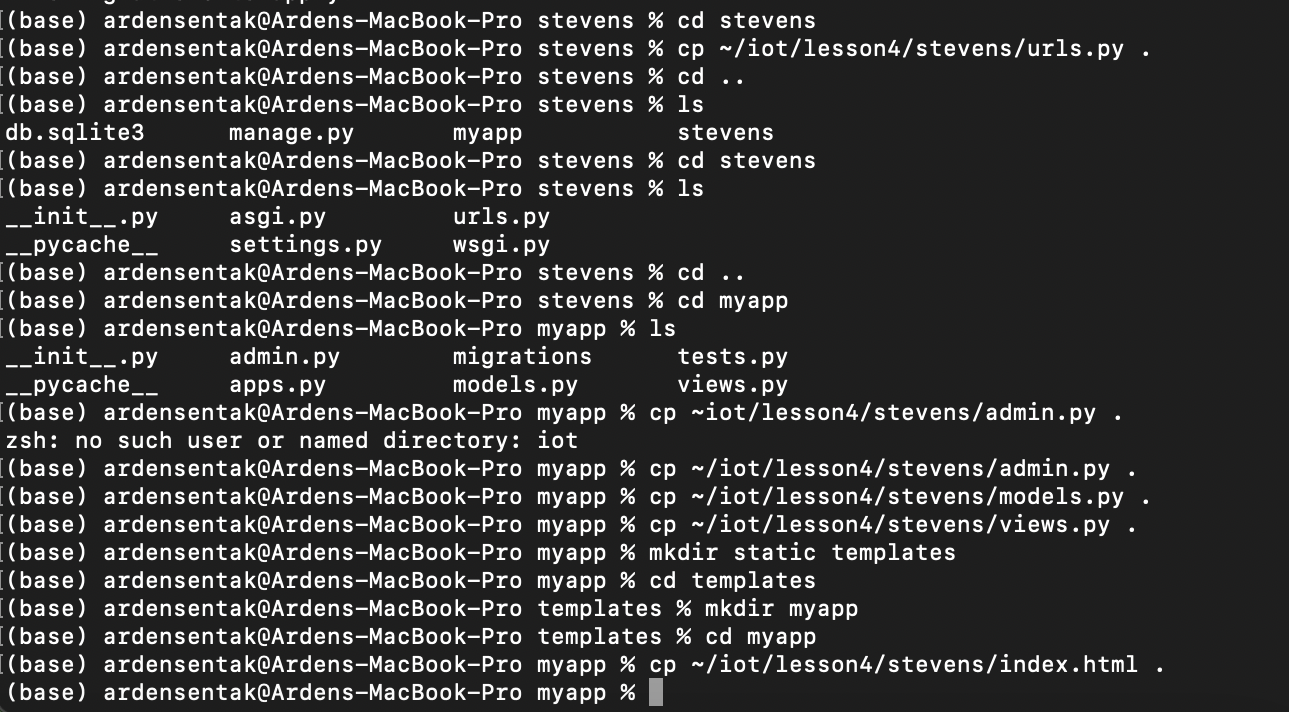 [(base) ardensentak@Ardens-MacBook-Pro stevens % cd stevens
[(base) ardensentak@Ardens-MacBook-Pro stevens % cp ~/iot/lesson4/stevens/urls.py .
[(base) ardensentak@Ardens-MacBook-Pro stevens % cd ..
[(base) ardensentak@Ardens-MacBook-Pro stevens % ls
db.sqlite3 manage.py myapp stevens
[(base) ardensentak@Ardens-MacBook-Pro stevens % cd stevens
[(base) ardensentak@Ardens-MacBook-Pro stevens % ls
__init__.py asgi.py urls.py
__pycache__ settings.py wsgi.py
[(base) ardensentak@Ardens-MacBook-Pro stevens % cd ..
[(base) ardensentak@Ardens-MacBook-Pro stevens % cd myapp
[(base) ardensentak@Ardens-MacBook-Pro myapp % ls
__init__.py admin.py migrations tests.py
__pycache__ apps.py models.py views.py
[(base) ardensentak@Ardens-MacBook-Pro myapp % cp ~iot/lesson4/stevens/admin.py .
zsh: no such user or named directory: iot
[(base) ardensentak@Ardens-MacBook-Pro myapp % cp ~/iot/lesson4/stevens/admin.py .
[(base) ardensentak@Ardens-MacBook-Pro myapp % cp ~/iot/lesson4/stevens/models.py .
[(base) ardensentak@Ardens-MacBook-Pro myapp % cp ~/iot/lesson4/stevens/views.py .
[(base) ardensentak@Ardens-MacBook-Pro myapp % mkdir static templates
[(base) ardensentak@Ardens-MacBook-Pro myapp % cd templates
[(base) ardensentak@Ardens-MacBook-Pro templates % mkdir myapp
[(base) ardensentak@Ardens-MacBook-Pro templates % cd myapp
[(base) ardensentak@Ardens-MacBook-Pro myapp % cp ~/iot/lesson4/stevens/index.html .
(base) ardensentak@Ardens-MacBook-Pro myapp %